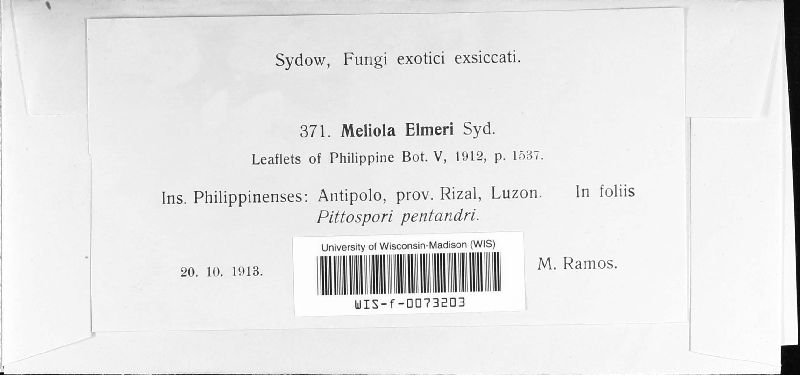 Sydow, Fungi exotici exsiccati.
371. Meliola Elmeri Syd.
Leaflets of Philippine Bot. V, 1912, p. 1537.
Ins. Philippinenses: Antipolo, prov. Rizal, Luzon. In foliis
Pittospori pentandri.
20. 10. 1913.
M. Ramos.
University of Wisconsin-Madison (WIS)
WIS-f-0073203